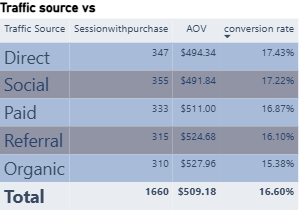 Traffic source vs
Traffic Source Sessionwithpurchase AOV conversion rate
Direct 347 $494.34 17.43%
Social 355 $491.84 17.22%
Paid 333 $511.00 16.87%
Referral 315 $524.68 16.10%
Organic 310 $527.96 15.38%
Total 1660 $509.18 16.60%